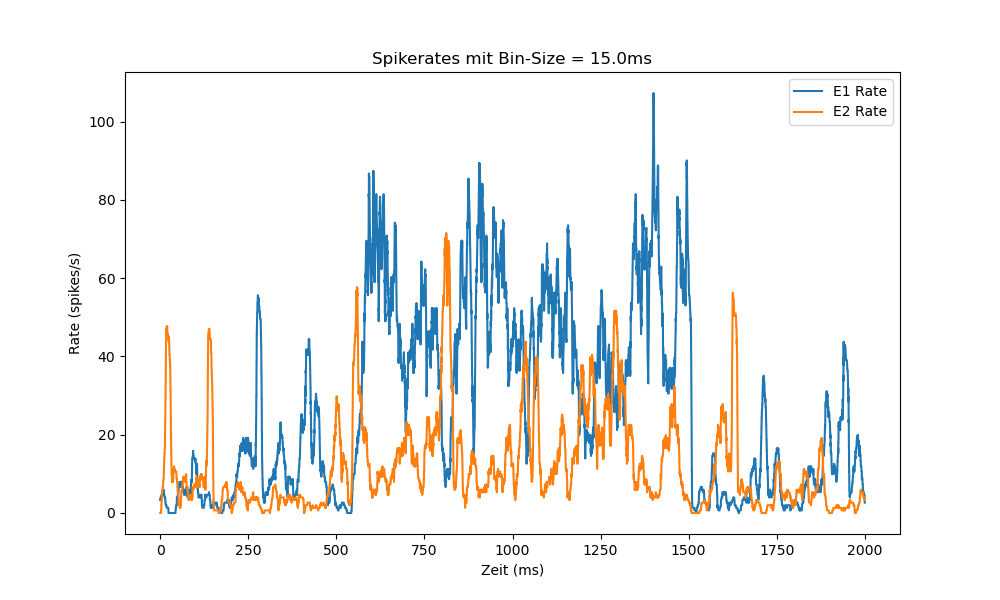 Spikerates mit Bin-Size = 15.0ms
E1 Rate
E2 Rate
100
80
60
40
20
0
Rate (spikes/s)
0 250 500 750 1000 1250 1500 1750 2000
Zeit (ms)